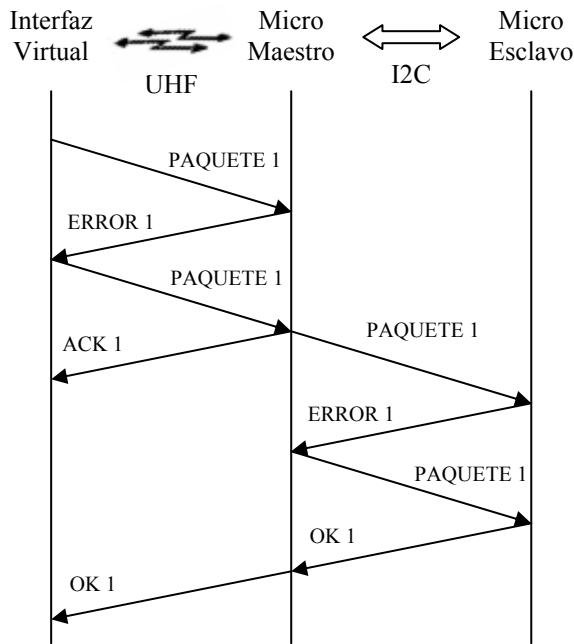 Interfaz
Virtual
UHF
Micro
Maestro
I2C
Micro
Esclavo
PAQUETE 1
ERROR 1
PAQUETE 1
ACK 1
PAQUETE 1
ERROR 1
PAQUETE 1
OK 1
OK 1